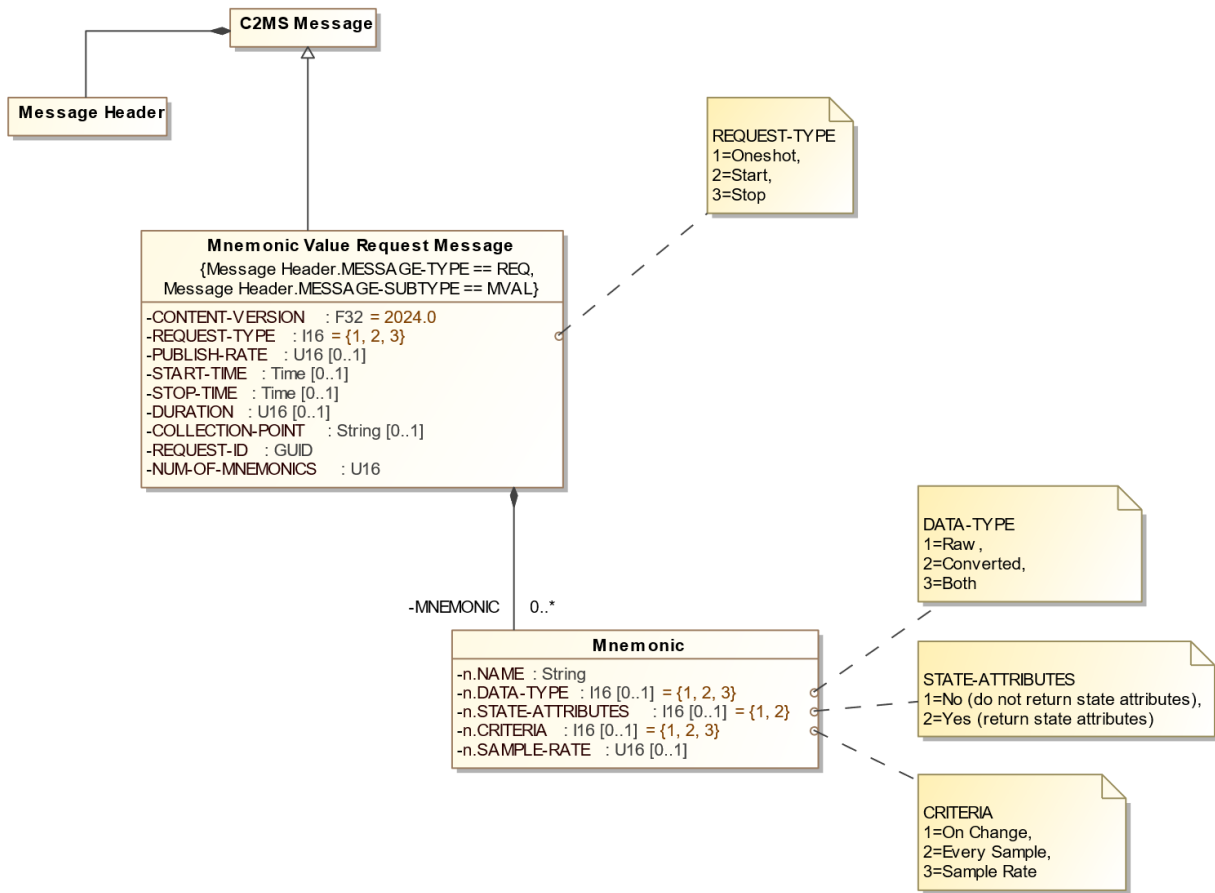 C2MS Message
Message Header
REQUEST-TYPE
1=Oneshot,
2=Start,
3=Stop
Mnemonic Value Request Message
{Message Header.MESSAGE-TYPE == REQ,
Message Header.MESSAGE-SUBTYPE == MVAL}
-CONTENT-VERSION : F32 = 2024.0
-REQUEST-TYPE : I16 = {1, 2, 3}
-PUBLISH-RATE : U16 [0..1]
-START-TIME : Time [0..1]
-STOP-TIME : Time [0..1]
-DURATION : U16 [0..1]
-COLLECTION-POINT : String [0..1]
-REQUEST-ID : GUID
-NUM-OF-MNEMONICS : U16
-MNEMONIC 0..*
Mnemonic
-n.NAME : String
-n.DATA-TYPE : I16 [0..1] = {1, 2, 3}
-n.STATE-ATTRIBUTES : I16 [0..1] = {1, 2}
-n.CRITERIA : I16 [0..1] = {1, 2, 3}
-n.SAMPLE-RATE : U16 [0..1]
DATA-TYPE
1=Raw,
2=Converted,
3=Both
STATE-ATTRIBUTES
1=No (do not return state attributes),
2=Yes (return state attributes)
CRITERIA
1=On Change,
2=Every Sample,
3=Sample Rate